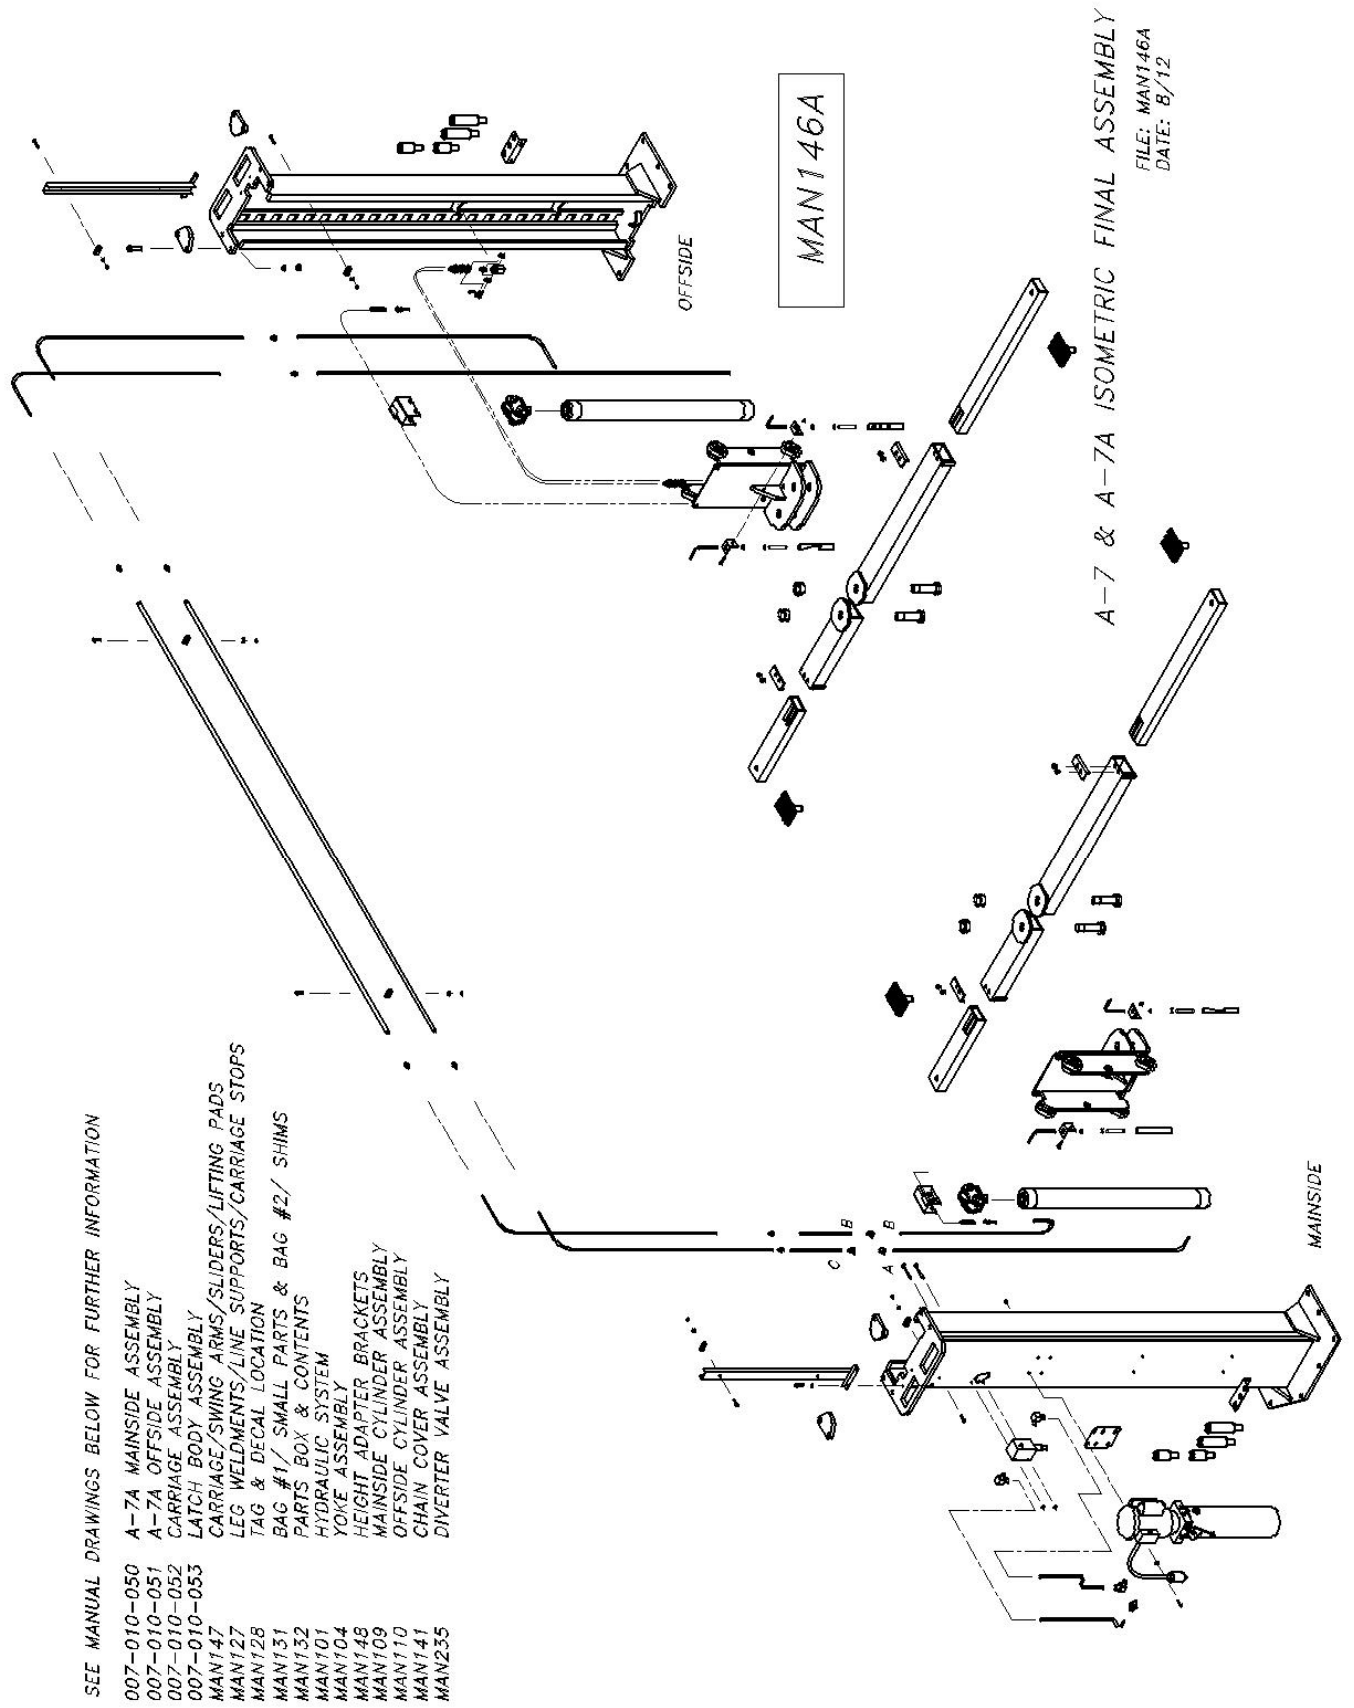 SEE MANUAL DRAWINGS BELOW FOR FURTHER INFORMATION
007-010-050 A-7A MAINSIDE ASSEMBLY
007-010-051 A-7A OFFSIDE ASSEMBLY
007-010-052 CARRIAGE ASSEMBLY
007-010-053 LATCH BODY ASSEMBLY
MAN147 CARRIAGE/SWING ARMS/SLIDERS/LIFTING PADS
MAN127 LEG WELDMENTS/LINE SUPPORTS/CARRIAGE STOPS
MAN128 TAG & DECAL LOCATION
MAN131 BAG #1/ SMALL PARTS & BAG #2/ SHIMS
MAN132 PARTS BOX & CONTENTS
MAN101 HYDRAULIC SYSTEM
MAN104 YOKE ASSEMBLY
MAN148 HEIGHT ADAPTER BRACKETS
MAN109 MAINSIDE CYLINDER ASSEMBLY
MAN110 OFFSIDE CYLINDER ASSEMBLY
MAN141 CHAIN COVER ASSEMBLY
MAN235 DIVERTER VALVE ASSEMBLY
OFFSIDE
MAN146A
C
B
A
B
MAINSIDE
A-7 & A-7A ISOMETRIC FINAL ASSEMBLY
FILE: MAN146A
DATE: 8/12